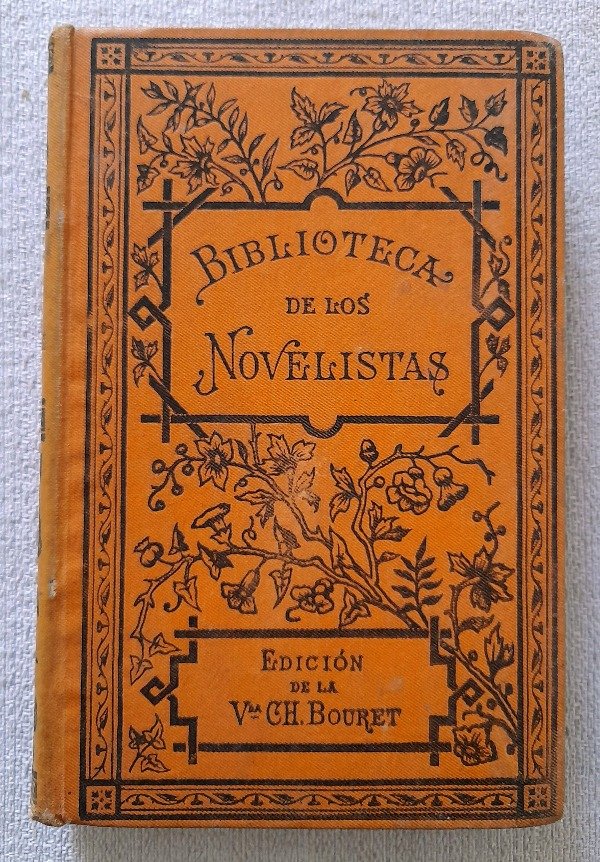 BIBLIOTECA
DE LOS
NOVELISTAS
EDICIÓN
DE LA
VDA CH. BOURET